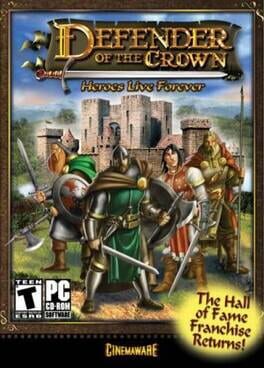 DEFENDER
OF THE CROWN
Heroes Live Forever
TEEN
T
ESRB
PC
CD-ROM
SOFTWARE
The Hall
of Fame
Franchise
Returns!
CINEMAWARE